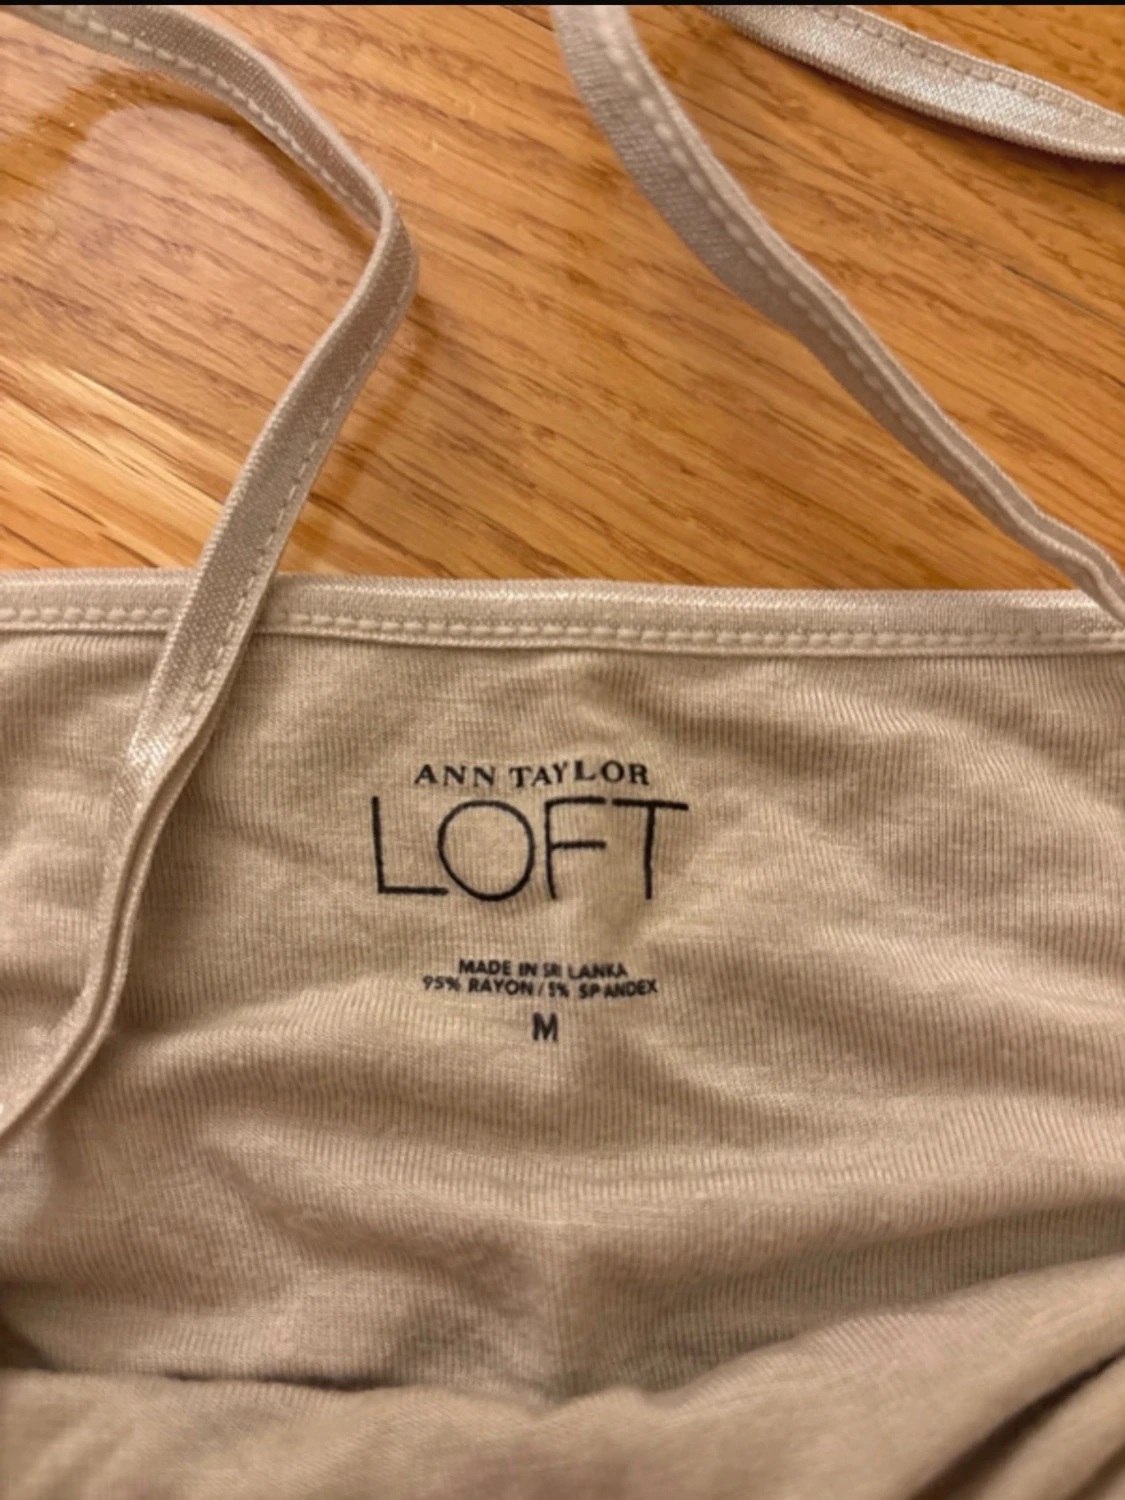 ANN TAYLOR
LOFT
MADE IN SRI LANKA
95% RAYON / 5% SPANDEX
M